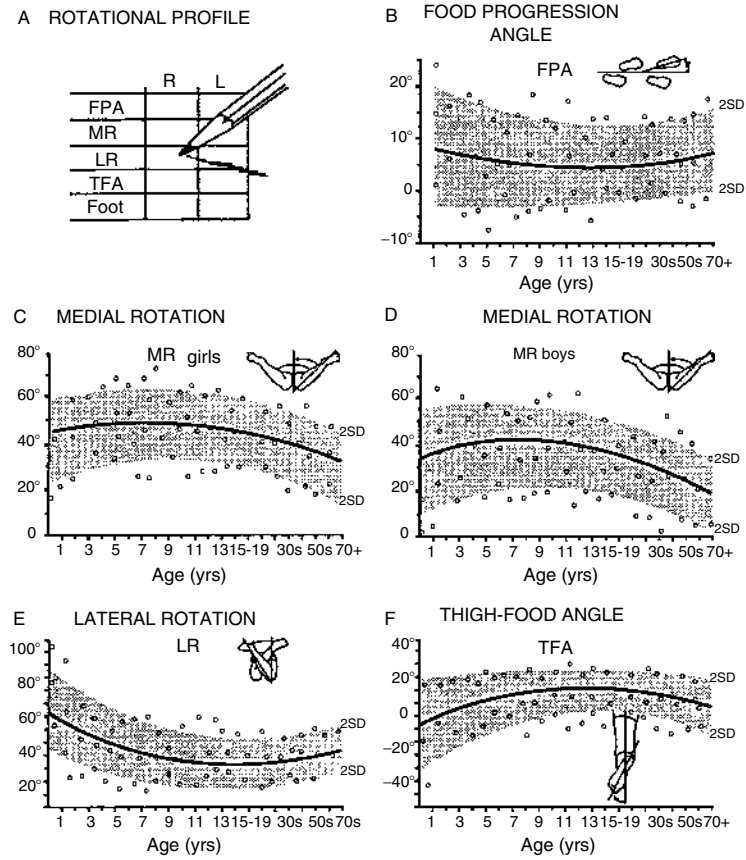 A ROTATIONAL PROFILE
R L
FPA
MR
LR
TFA
Foot
B FOOD PROGRESSION
ANGLE
FPA
20°
10°
0
−10°
2SD
2SD
1 3 5 7 9 11 13 15-19 30s 50s 70+
Age (yrs)
C MEDIAL ROTATION
MR girls
80°
60°
40°
20°
0
2SD
2SD
1 3 5 7 9 11 13 15-19 30s 50s 70+
Age (yrs)
D MEDIAL ROTATION
MR boys
80°
60°
40°
20°
0
2SD
2SD
1 3 5 7 9 11 13 15-19 30s 50s 70+
Age (yrs)
E LATERAL ROTATION
LR
100°
80°
60°
40°
20°
2SD
2SD
1 3 5 7 9 11 13 15-19 30s 50s 70s
Age (yrs)
F THIGH-FOOD ANGLE
TFA
40°
20°
0
−20°
−40°
2SD
2SD
1 3 5 7 9 11 13 15-19 30s 50s 70+
Age (yrs)